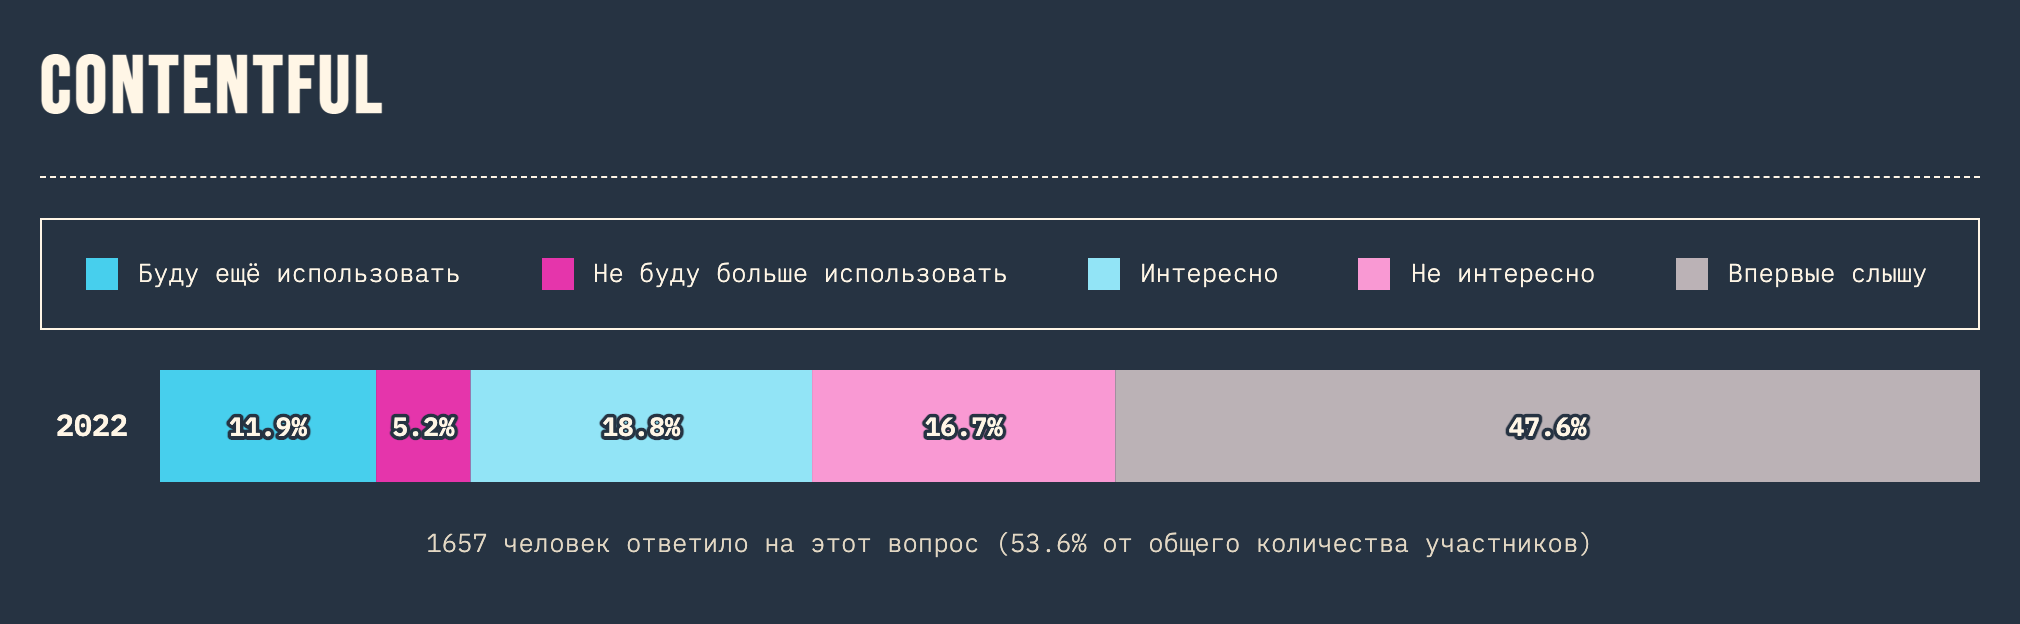 CONTENTFUL
Буду ещё использовать Не буду больше использовать Интересно Не интересно Впервые слышу
2022 11.9% 5.2% 18.8% 16.7% 47.6%
1657 человек ответило на этот вопрос (53.6% от общего количества участников)